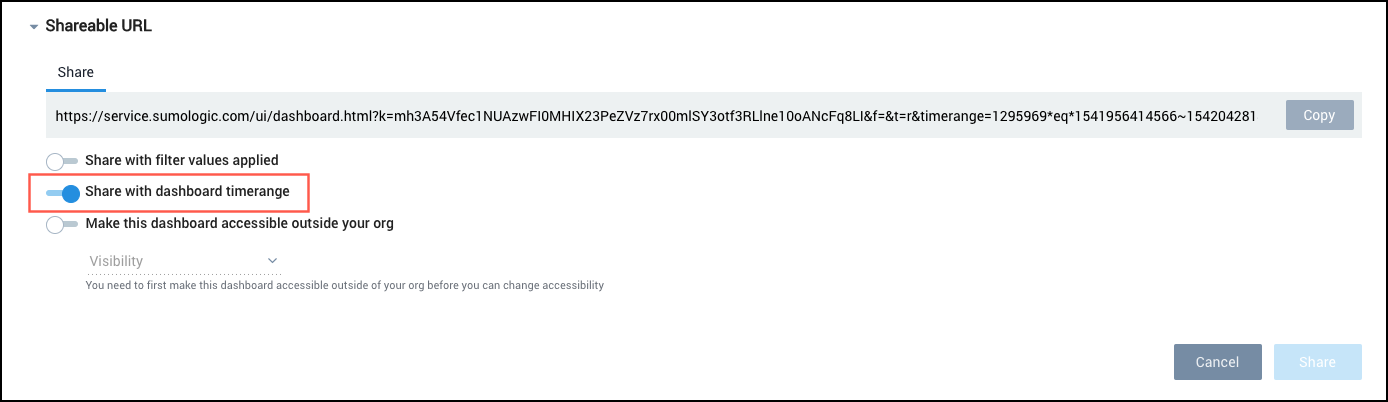 Shareable URL
Share
https://service.sumologic.com/ui/dashboard.html?k=mh3A54Vfec1NUAzwFI0MHIX23PeZVz7rx00mlSY3otf3RLlne10oANcFq8LI&f=&t=r&timerange=1295969*eq*1541956414566~154204281
Copy
Share with filter values applied
Share with dashboard timerange
Make this dashboard accessible outside your org
Visibility
You need to first make this dashboard accessible outside of your org before you can change accessibility
Cancel
Share